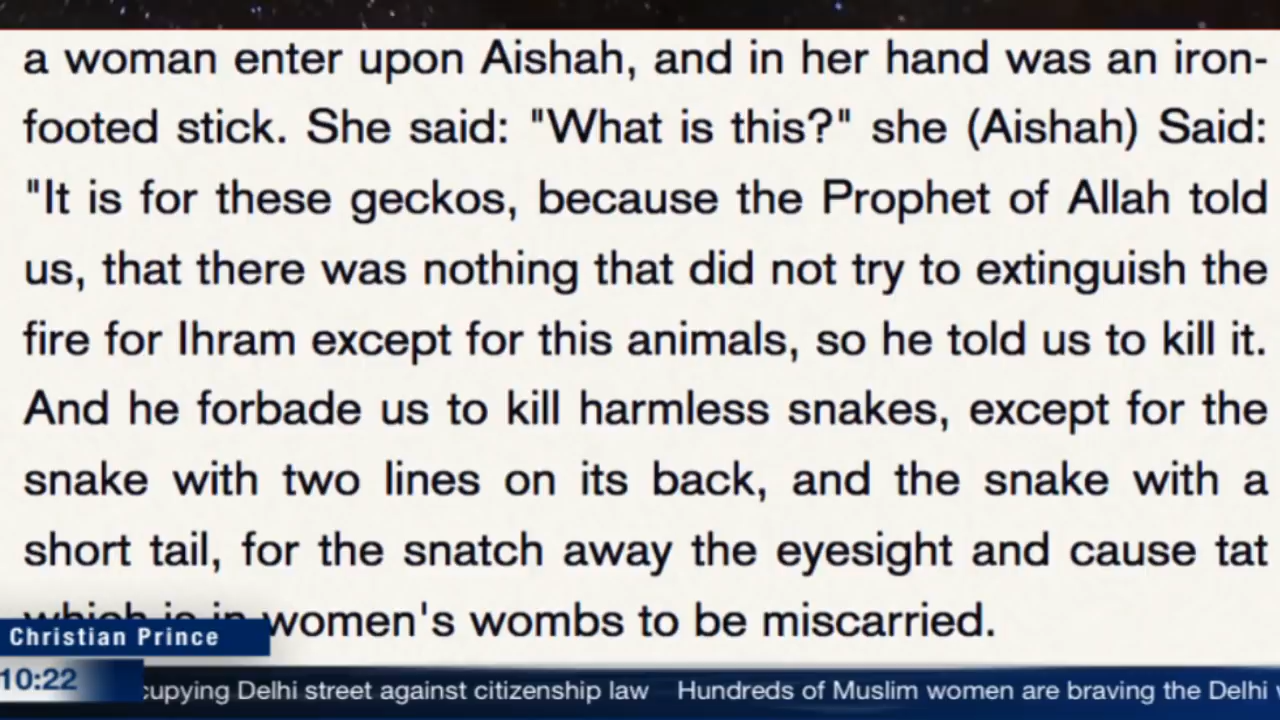 a woman enter upon Aishah, and in her hand was an iron-
footed stick. She said: "What is this?" she (Aishah) Said:
"It is for these geckos, because the Prophet of Allah told
us, that there was nothing that did not try to extinguish the
fire for Ihram except for this animals, so he told us to kill it.
And he forbade us to kill harmless snakes, except for the
snake with two lines on its back, and the snake with a
short tail, for the snatch away the eyesight and cause tat
which is in women's wombs to be miscarried.
Christian Prince
10:22
cupying Delhi street against citizenship law Hundreds of Muslim women are braving the Delhi